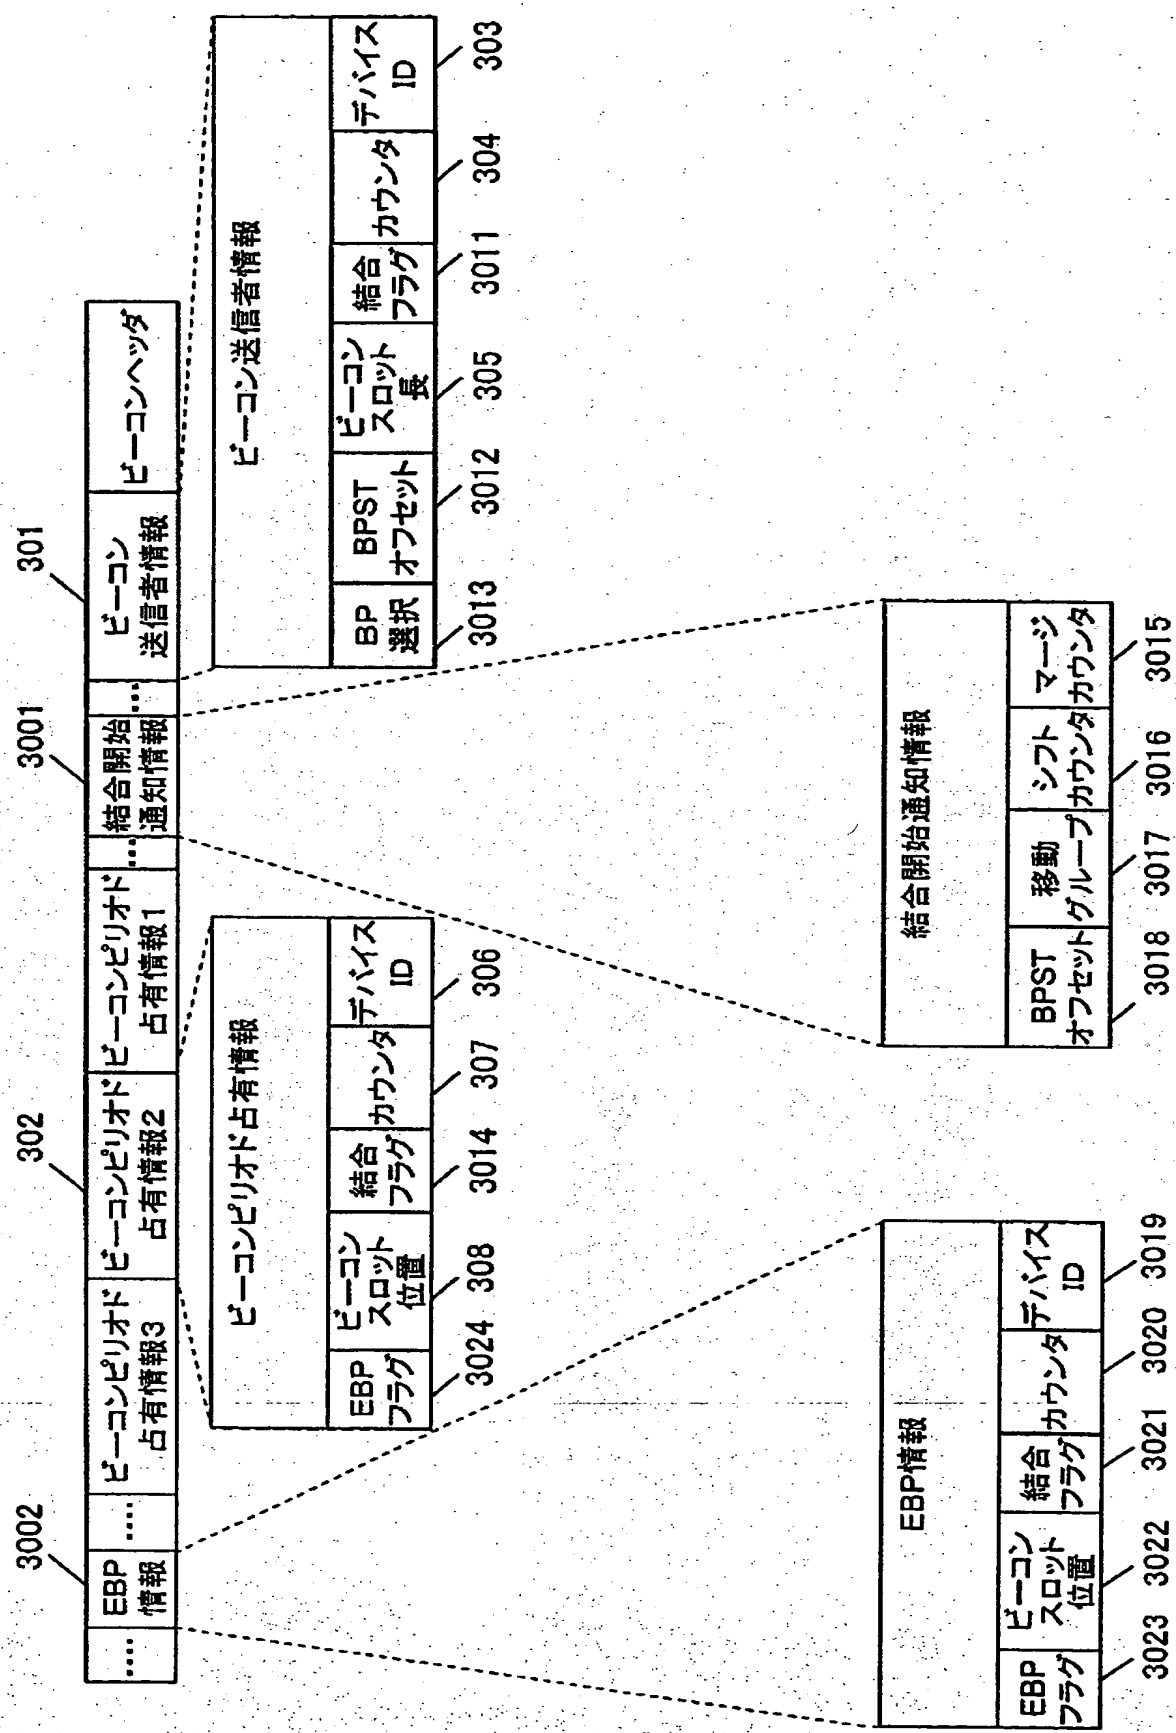 3002
302
3001
301
....
EBP
情報
....
ビーコンピリオド
占有情報3
ビーコンピリオド
占有情報2
ビーコンピリオド
占有情報1
....
結合開始
通知情報
....
ビーコン
送信者情報
ビーコンヘッダ
ビーコン送信者情報
BP
選択
BPST
オフセット
ビーコン
スロット
長
結合
フラグ
カウンタ
デバイス
ID
3013
3012
305
3011
304
303
ビーコンピリオド占有情報
EBP
フラグ
ビーコン
スロット
位置
結合
フラグ
カウンタ
デバイス
ID
3024
308
3014
307
306
結合開始通知情報
BPST
オフセット
移動
グループ
シフト
カウンタ
マージ
カウンタ
3018
3017
3016
3015
EBP情報
EBP
フラグ
ビーコン
スロット
位置
結合
フラグ
カウンタ
デバイス
ID
3023
3022
3021
3020
3019